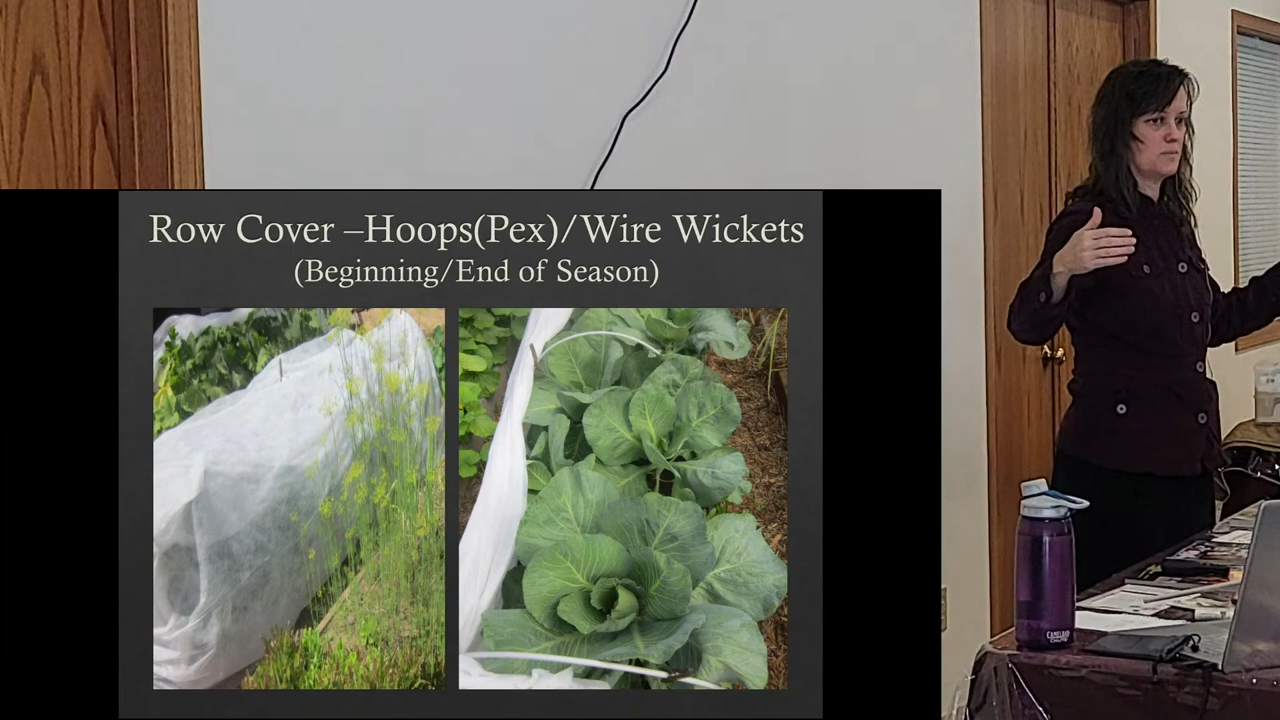 Row Cover –Hoops(Pex)/Wire Wickets
(Beginning/End of Season)
CAMELBAK